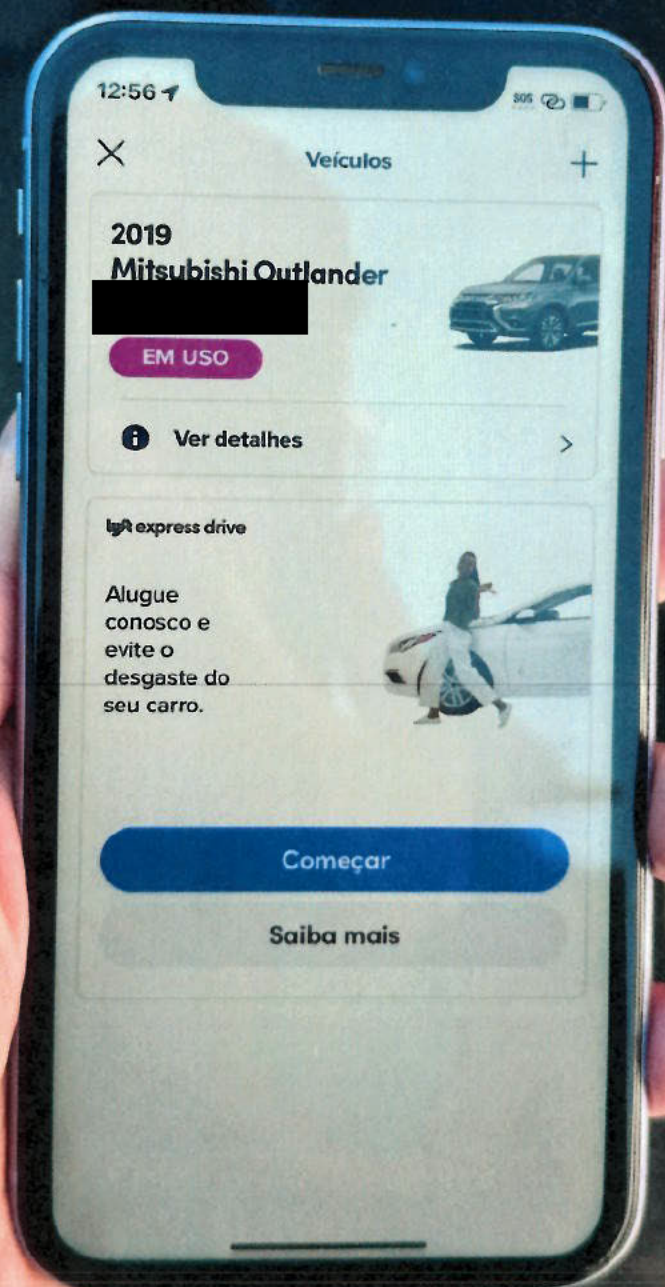 12:56
SOS
Veículos
2019
Mitsubishi Outlander
EM USO
Ver detalhes
lyft express drive
Alugue
conosco e
evite o
desgaste do
seu carro.
Começar
Saiba mais